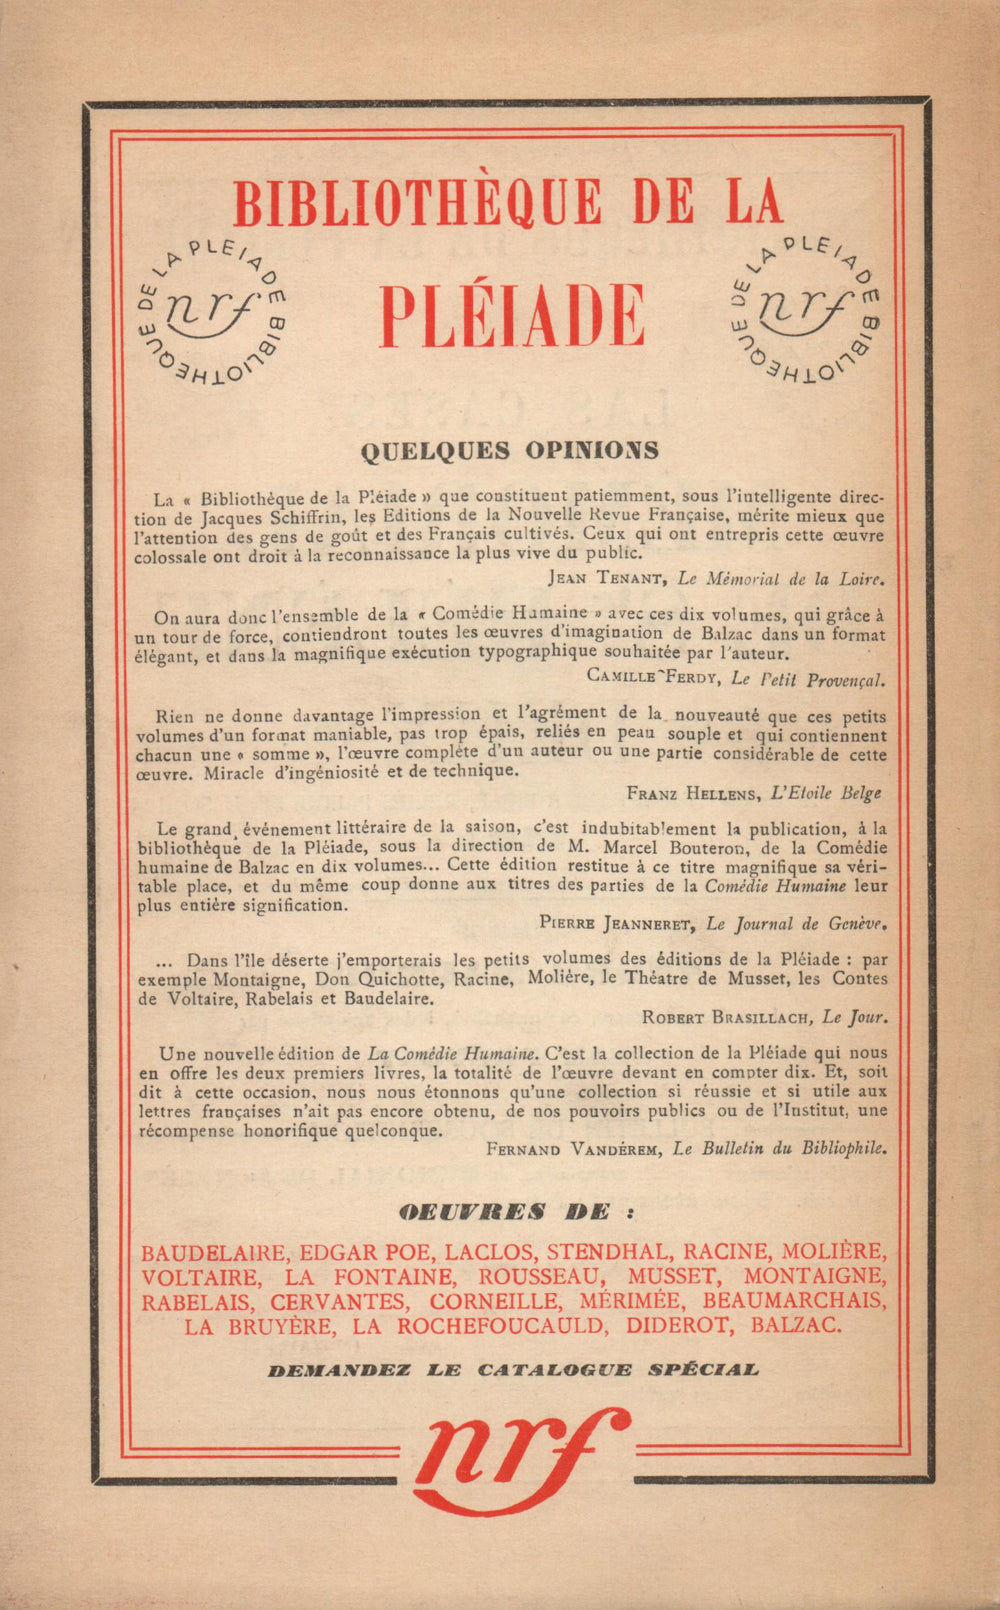 BIBLIOTHÈQUE DE LA
PLÉIADE
BIBLIOTHEQUE DE LA PLEIADE
nrf
BIBLIOTHEQUE DE LA PLEIADE
nrf
QUELQUES OPINIONS
La « Bibliothèque de la Pléiade » que constituent patiemment, sous l'intelligente direc-
tion de Jacques Schiffrin, les Editions de la Nouvelle Revue Française, mérite mieux que
l'attention des gens de goût et des Français cultivés. Ceux qui ont entrepris cette œuvre
colossale ont droit à la reconnaissance la plus vive du public.
JEAN TENANT, Le Mémorial de la Loire.
On aura donc l'ensemble de la « Comédie Humaine » avec ces dix volumes, qui grâce à
un tour de force, contiendront toutes les œuvres d'imagination de Balzac dans un format
élégant, et dans la magnifique exécution typographique souhaitée par l'auteur.
CAMILLE FERDY, Le Petit Provençal.
Rien ne donne davantage l'impression et l'agrément de la nouveauté que ces petits
volumes d'un format maniable, pas trop épais, reliés en peau souple et qui contiennent
chacun une « somme », l'œuvre complète d'un auteur ou une partie considérable de cette
œuvre. Miracle d'ingéniosité et de technique.
FRANZ HELLENS, L'Etoile Belge
Le grand événement littéraire de la saison, c'est indubitablement la publication, à la
bibliothèque de la Pléiade, sous la direction de M. Marcel Bouteron, de la Comédie
humaine de Balzac en dix volumes... Cette édition restitue à ce titre magnifique sa véri-
table place, et du même coup donne aux titres des parties de la Comédie Humaine leur
plus entière signification.
PIERRE JEANNERET, Le Journal de Genève.
... Dans l'île déserte j'emporterais les petits volumes des éditions de la Pléiade : par
exemple Montaigne, Don Quichotte, Racine, Molière, le Théatre de Musset, les Contes
de Voltaire, Rabelais et Baudelaire.
ROBERT BRASILLACH, Le Jour.
Une nouvelle édition de La Comédie Humaine. C'est la collection de la Pléiade qui nous
en offre les deux premiers livres, la totalité de l'œuvre devant en compter dix. Et, soit
dit à cette occasion, nous nous étonnons qu'une collection si réussie et si utile aux
lettres françaises n'ait pas encore obtenu, de nos pouvoirs publics ou de l'Institut, une
récompense honorifique quelconque.
FERNAND VANDÉREM, Le Bulletin du Bibliophile.
OEUVRES DE :
BAUDELAIRE, EDGAR POE, LACLOS, STENDHAL, RACINE, MOLIÈRE,
VOLTAIRE, LA FONTAINE, ROUSSEAU, MUSSET, MONTAIGNE,
RABELAIS, CERVANTES, CORNEILLE, MÉRIMÉE, BEAUMARCHAIS,
LA BRUYÈRE, LA ROCHEFOUCAULD, DIDEROT, BALZAC.
DEMANDEZ LE CATALOGUE SPÉCIAL
nrf